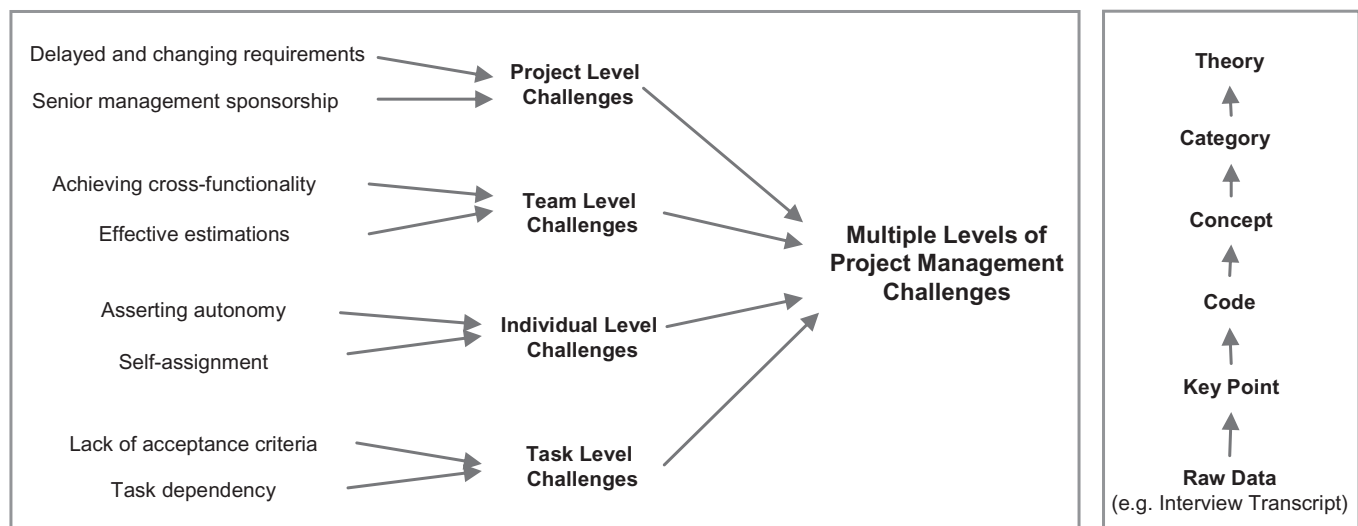 Delayed and changing requirements
Senior management sponsorship
Project Level
Challenges
Achieving cross-functionality
Effective estimations
Team Level
Challenges
Asserting autonomy
Self-assignment
Individual Level
Challenges
Lack of acceptance criteria
Task dependency
Task Level
Challenges
Multiple Levels of
Project Management
Challenges
Theory
Category
Concept
Code
Key Point
Raw Data
(e.g. Interview Transcript)